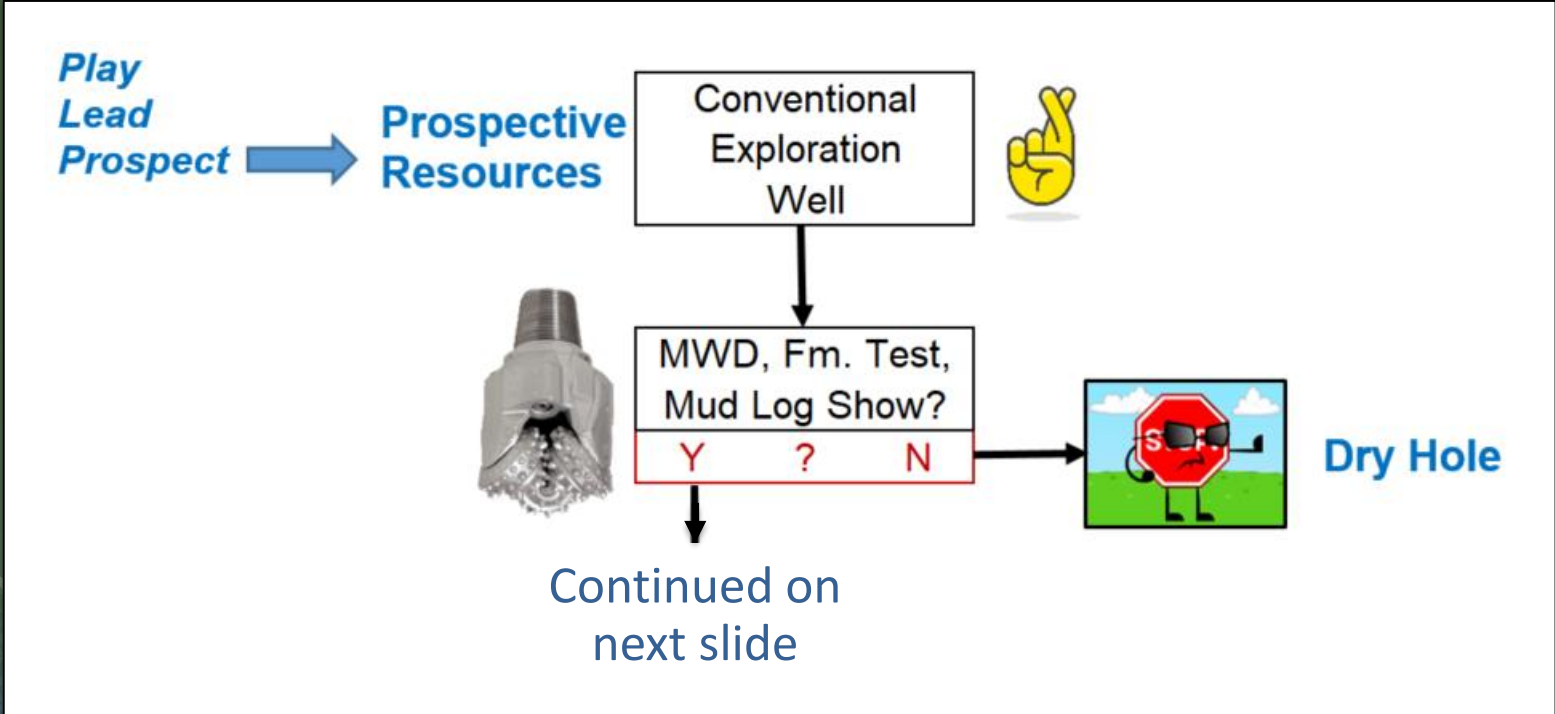 Play
Lead
Prospect
Prospective
Resources
Conventional
Exploration
Well
MWD, Fm. Test,
Mud Log Show?
Y ? N
Dry Hole
Continued on
next slide